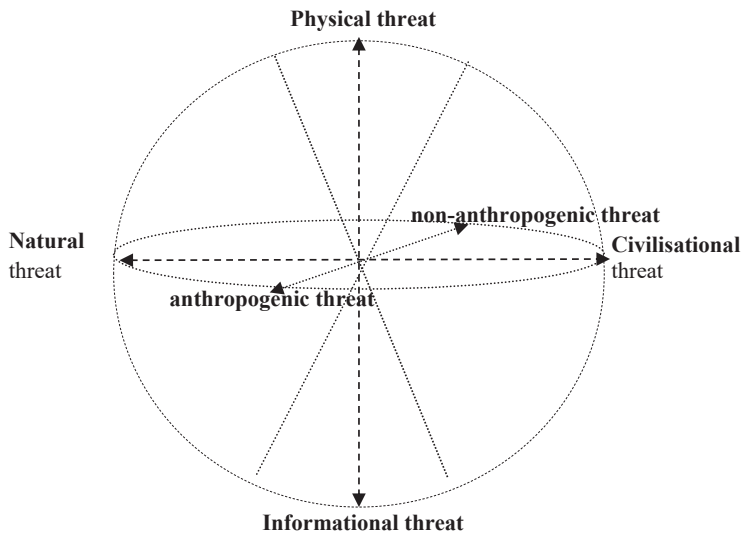 Physical threat
non-anthropogenic threat
Natural
threat
Civilisational
threat
anthropogenic threat
Informational threat